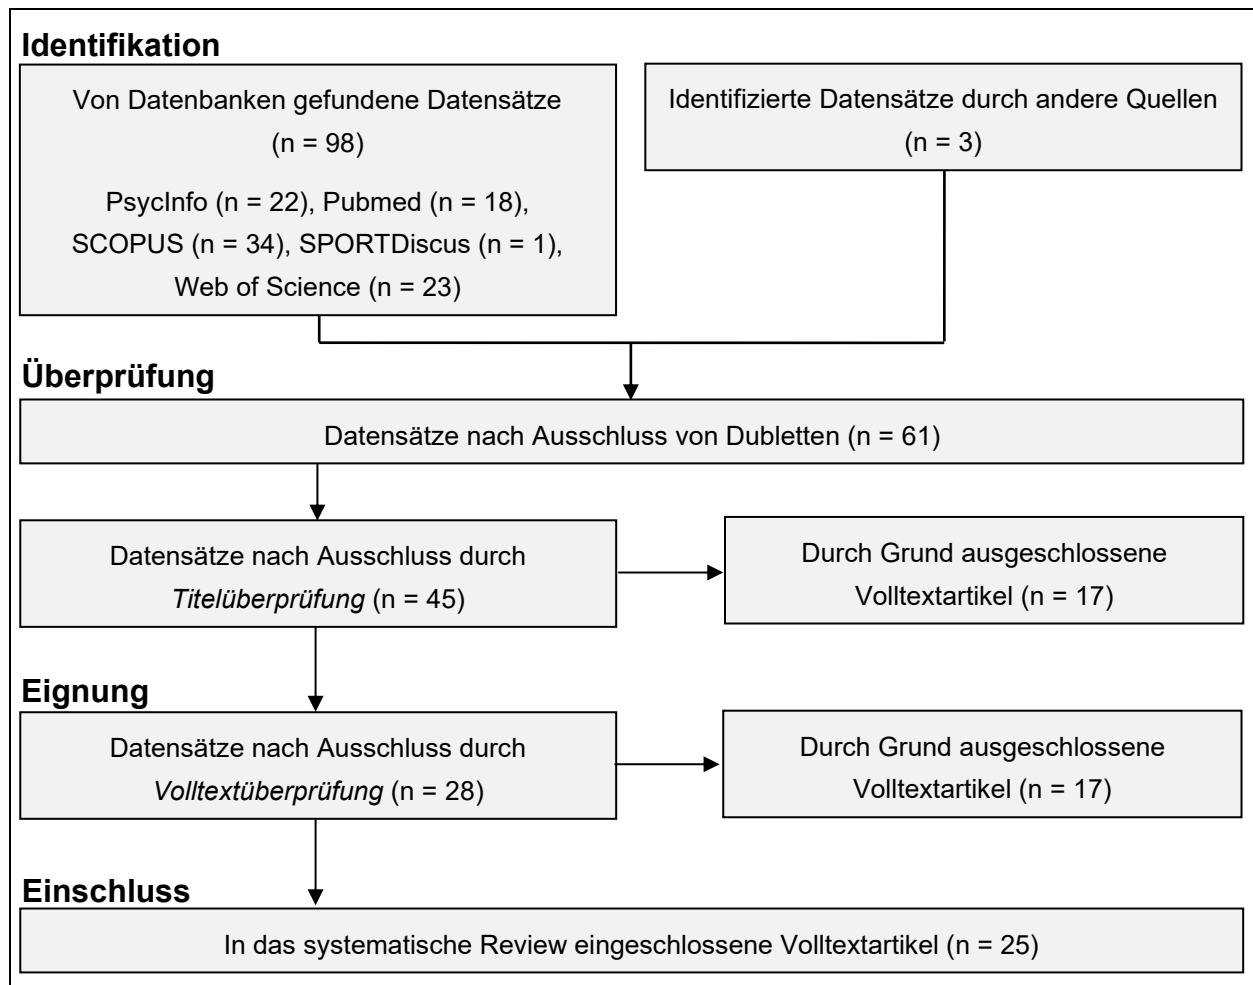 Identifikation
Von Datenbanken gefundene Datensätze
(n = 98)
PsycInfo (n = 22), Pubmed (n = 18),
SCOPUS (n = 34), SPORTDiscus (n = 1),
Web of Science (n = 23)
Identifizierte Datensätze durch andere Quellen
(n = 3)
Überprüfung
Datensätze nach Ausschluss von Dubletten (n = 61)
Datensätze nach Ausschluss durch
Titelüberprüfung (n = 45)
Durch Grund ausgeschlossene
Volltextartikel (n = 17)
Eignung
Datensätze nach Ausschluss durch
Volltextüberprüfung (n = 28)
Durch Grund ausgeschlossene
Volltextartikel (n = 17)
Einschluss
In das systematische Review eingeschlossene Volltextartikel (n = 25)